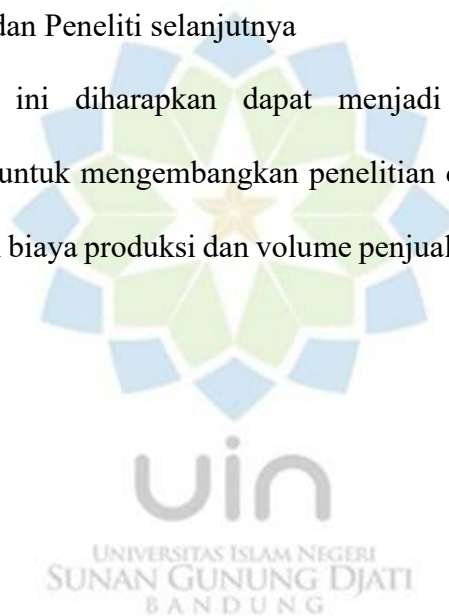 dan Peneliti selanjutnya
ini diharapkan dapat menjadi
untuk mengembangkan penelitian
biaya produksi dan volume penjual
uin
UNIVERSITAS ISLAM NEGERI
SUNAN GUNUNG DJATI
BANDUNG